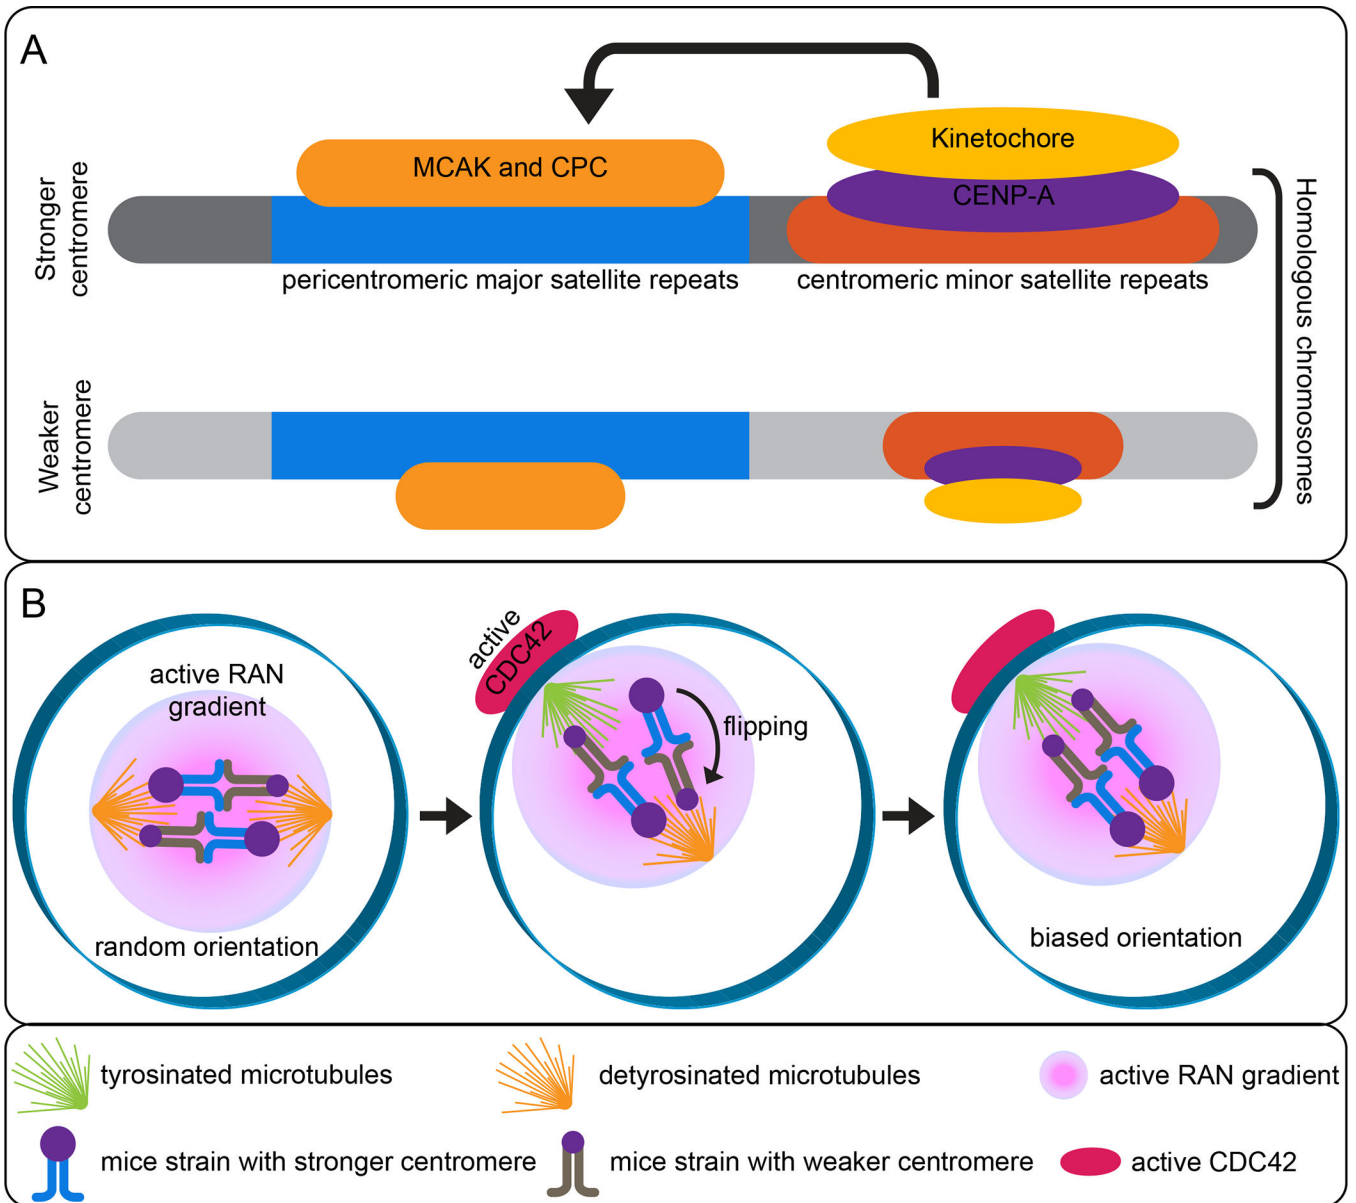 A
Kinetochore
MCAK and CPC
CENP-A
Stronger
centromere
pericentromeric major satellite repeats
centromeric minor satellite repeats
Homologous chromosomes
Weaker
centromere
B
active RAN
gradient
random orientation
active
CDC42
flipping
biased orientation
tyrosinated microtubules
detyrosinated microtubules
active RAN gradient
mice strain with stronger centromere
mice strain with weaker centromere
active CDC42